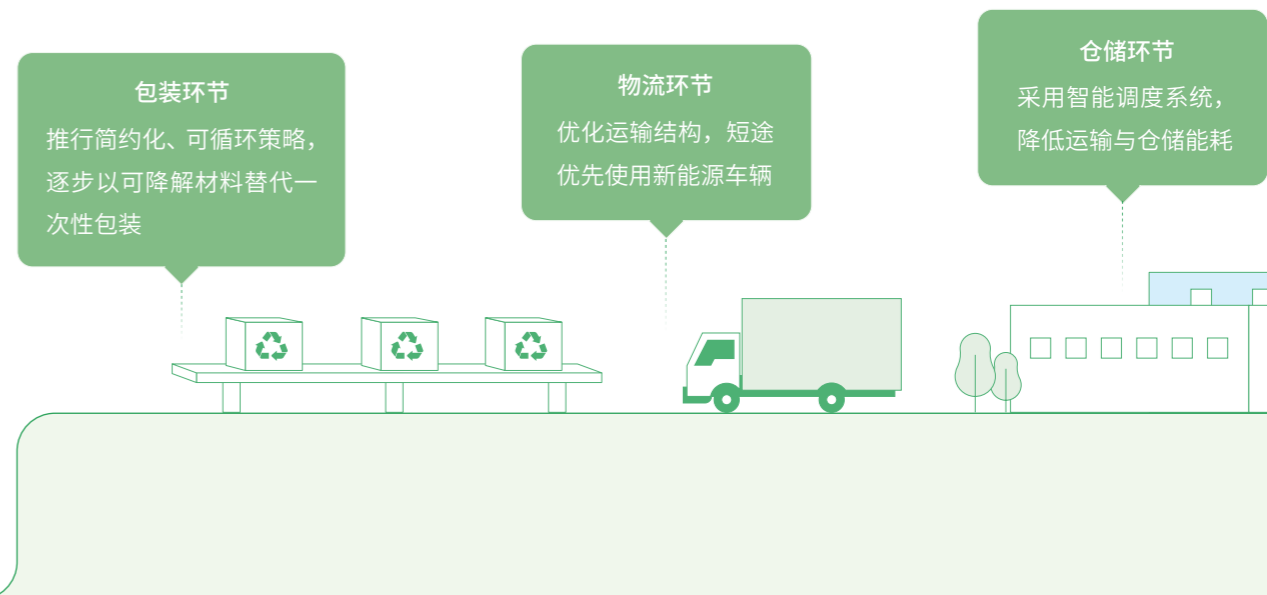 包装环节
推行简约化、可循环策略，
逐步以可降解材料替代一
次性包装
物流环节
优化运输结构，短途
优先使用新能源车辆
仓储环节
采用智能调度系统，
降低运输与仓储能耗